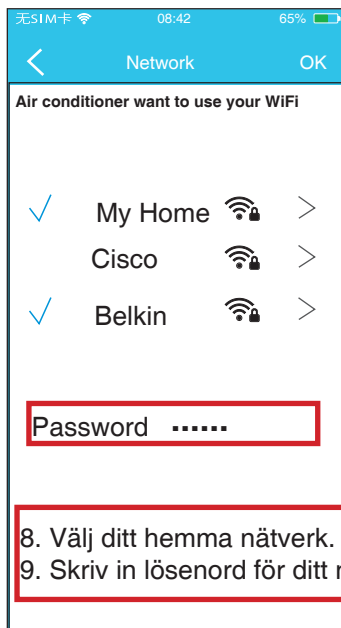 无SIM卡 08:42 65%
Network OK
Air conditioner want to use your WiFi
My Home
Cisco
Belkin
Password ▪▪▪▪▪▪
8. Välj ditt hemma nätverk.
9. Skriv in lösenord för ditt